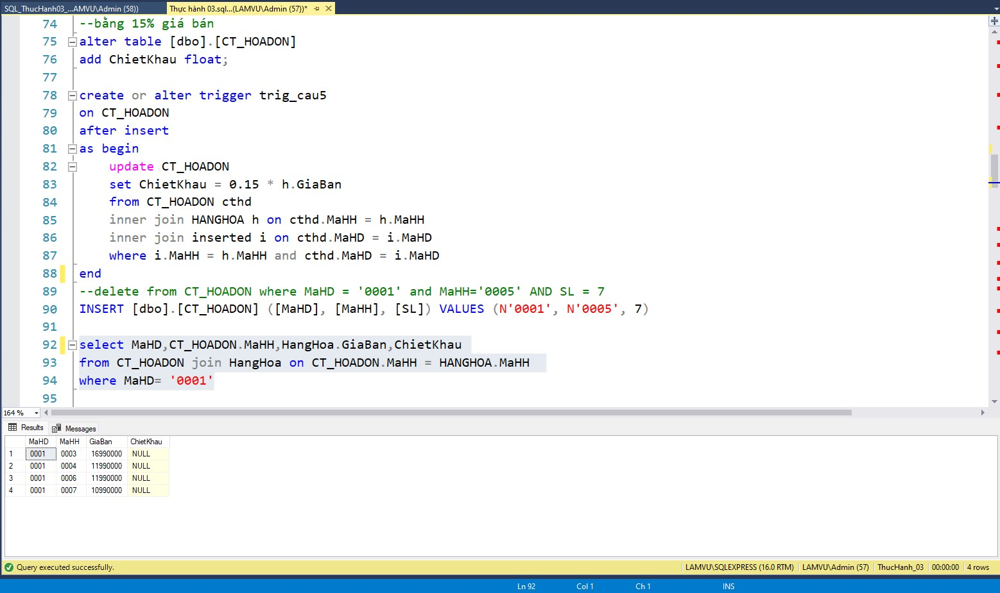 SQL_ThucHanh03_...AMVU\Admin (58))
Thực hành 03.sql...(LAMVU\Admin (57))*
74 --bằng 15% giá bán
75 alter table [dbo].[CT_HOADON]
76 add ChietKhau float;
77
78 create or alter trigger trig_cau5
79 on CT_HOADON
80 after insert
81 as begin
82 update CT_HOADON
83 set ChietKhau = 0.15 * h.GiaBan
84 from CT_HOADON cthd
85 inner join HANGHOA h on cthd.MaHH = h.MaHH
86 inner join inserted i on cthd.MaHD = i.MaHD
87 where i.MaHH = h.MaHH and cthd.MaHD = i.MaHD
88 end
89 --delete from CT_HOADON where MaHD = '0001' and MaHH='0005' AND SL = 7
90 INSERT [dbo].[CT_HOADON] ([MaHD], [MaHH], [SL]) VALUES (N'0001', N'0005', 7)
91
92 select MaHD,CT_HOADON.MaHH,HangHoa.GiaBan,ChietKhau
93 from CT_HOADON join HangHoa on CT_HOADON.MaHH = HANGHOA.MaHH
94 where MaHD= '0001'
95
164 %
Results Messages
MaHD MaHH GiaBan ChietKhau
1 0001 0003 16990000 NULL
2 0001 0004 11990000 NULL
3 0001 0006 11990000 NULL
4 0001 0007 10990000 NULL
Query executed successfully. LAMVU\SQLEXPRESS (16.0 RTM) LAMVU\Admin (57) ThucHanh_03 00:00:00 4 rows
Ln 92 Col 1 Ch 1 INS